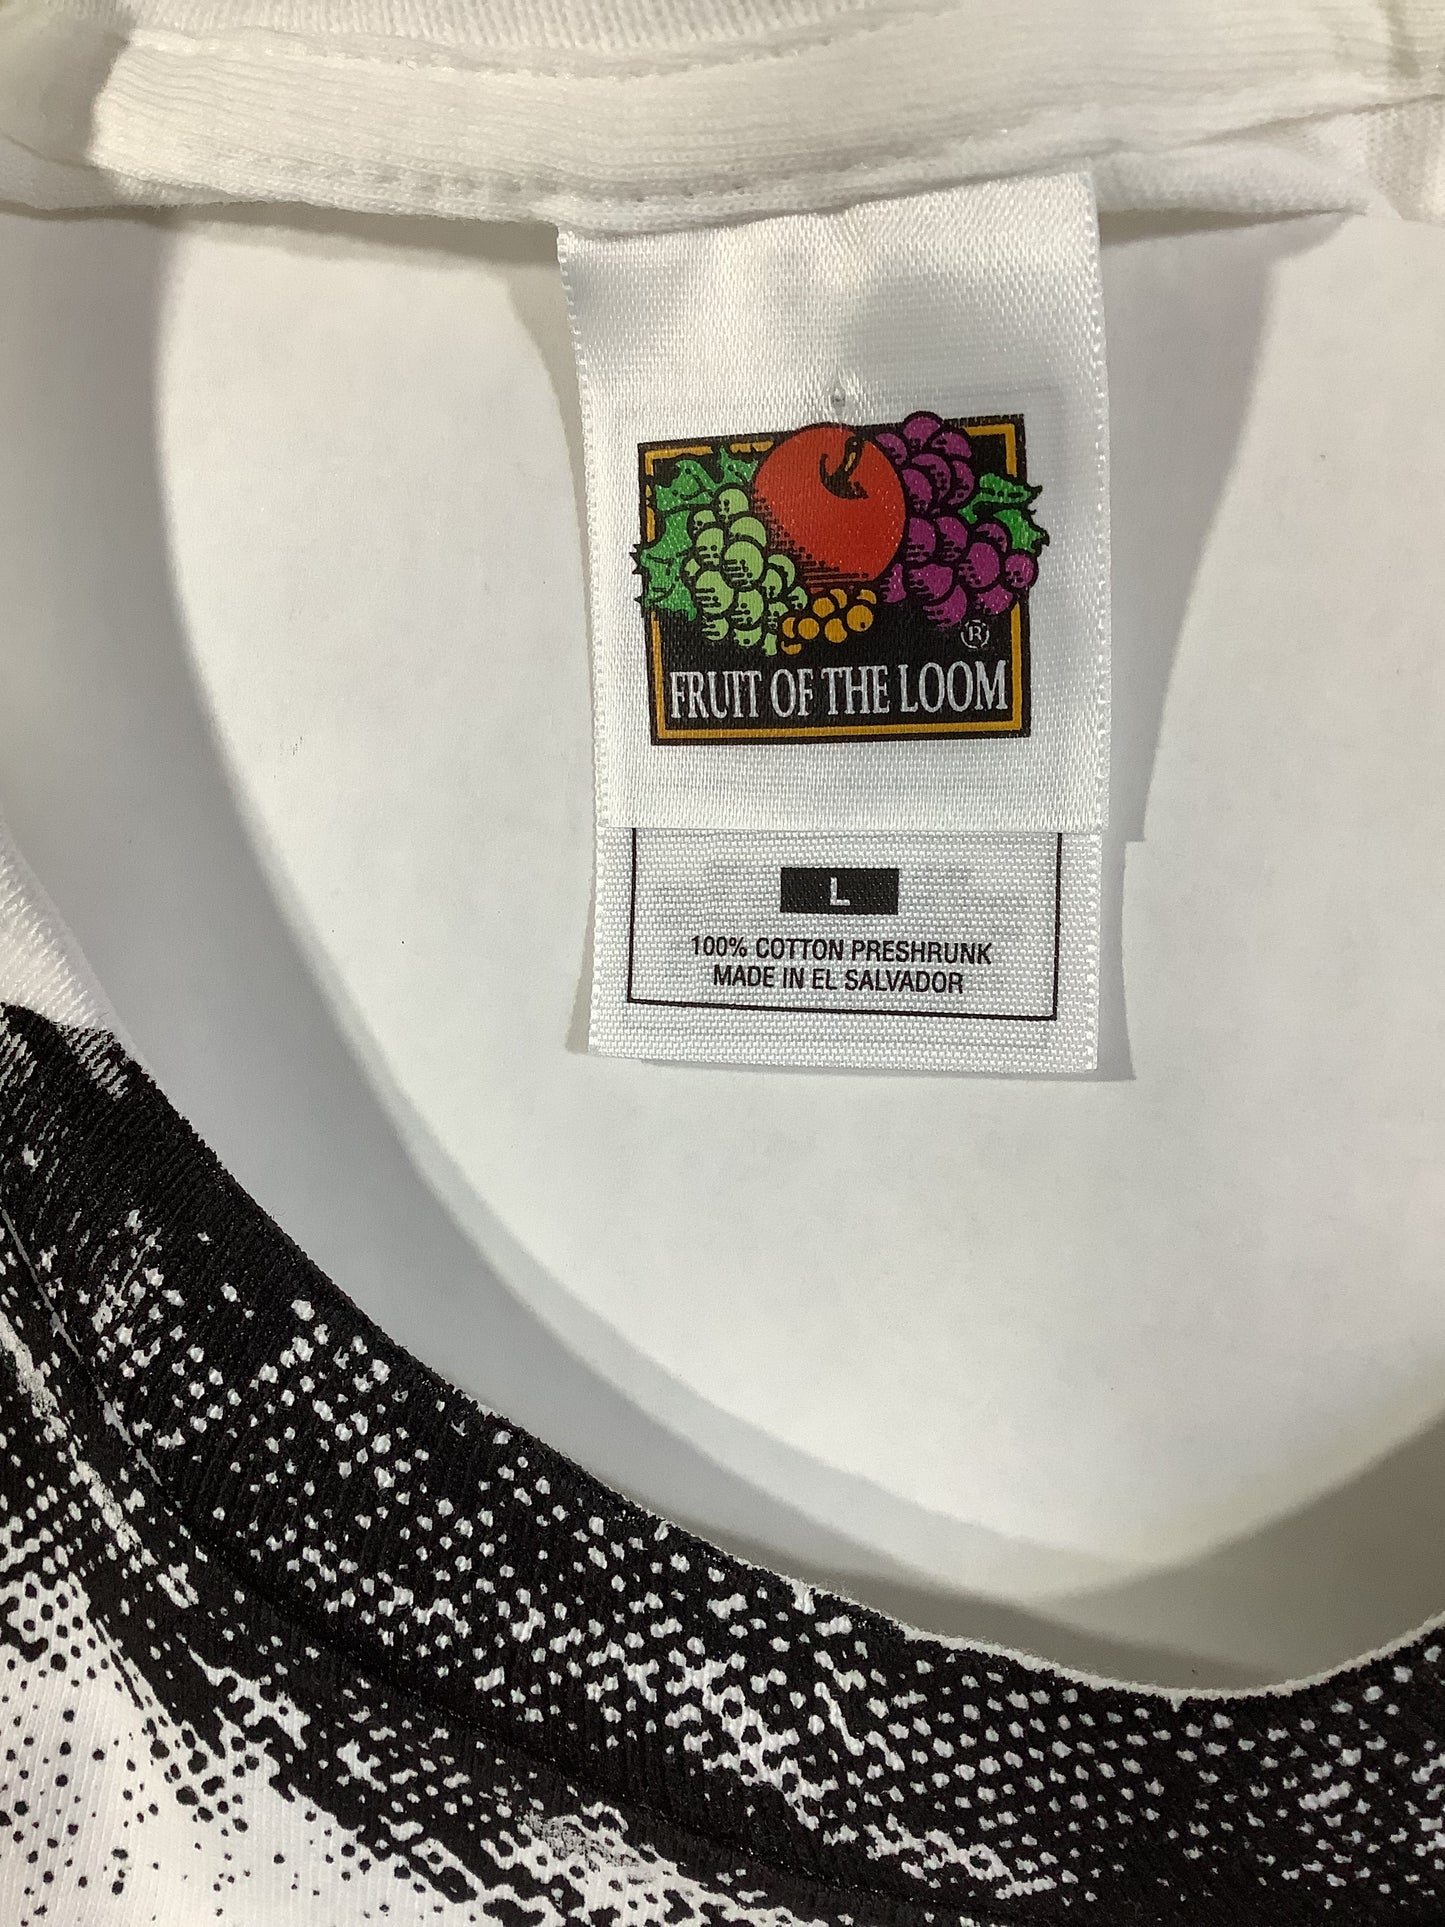 ®
FRUIT OF THE LOOM
L
100% COTTON PRESHRUNK
MADE IN EL SALVADOR